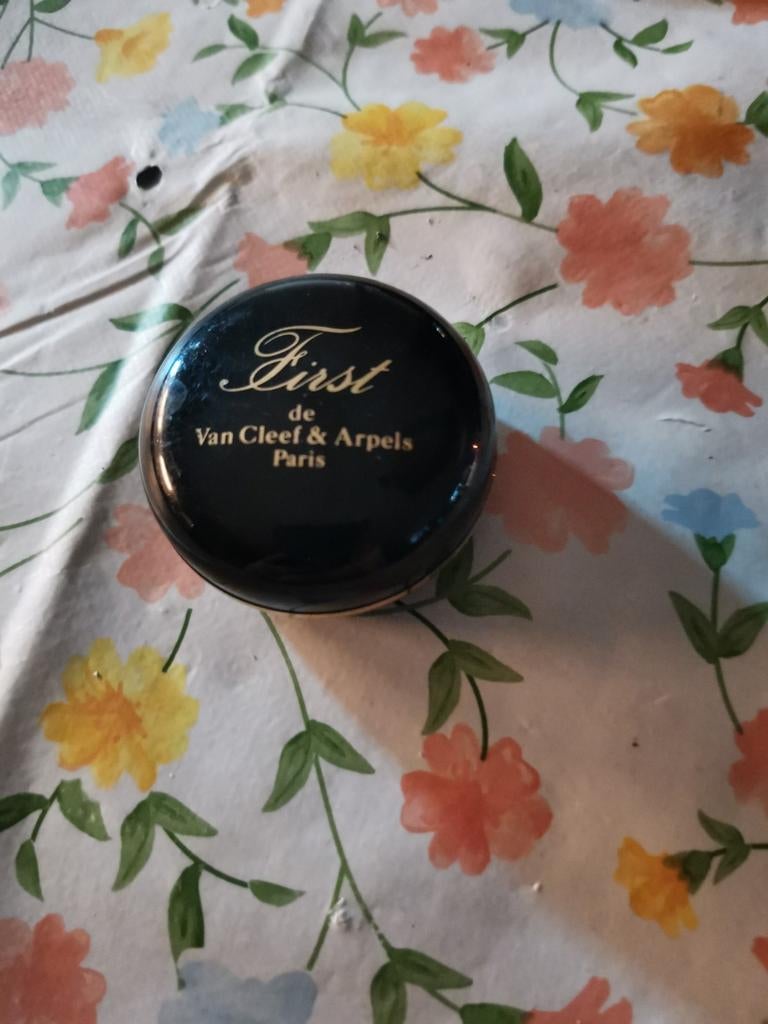 First
de
Van Cleef & Arpels
Paris